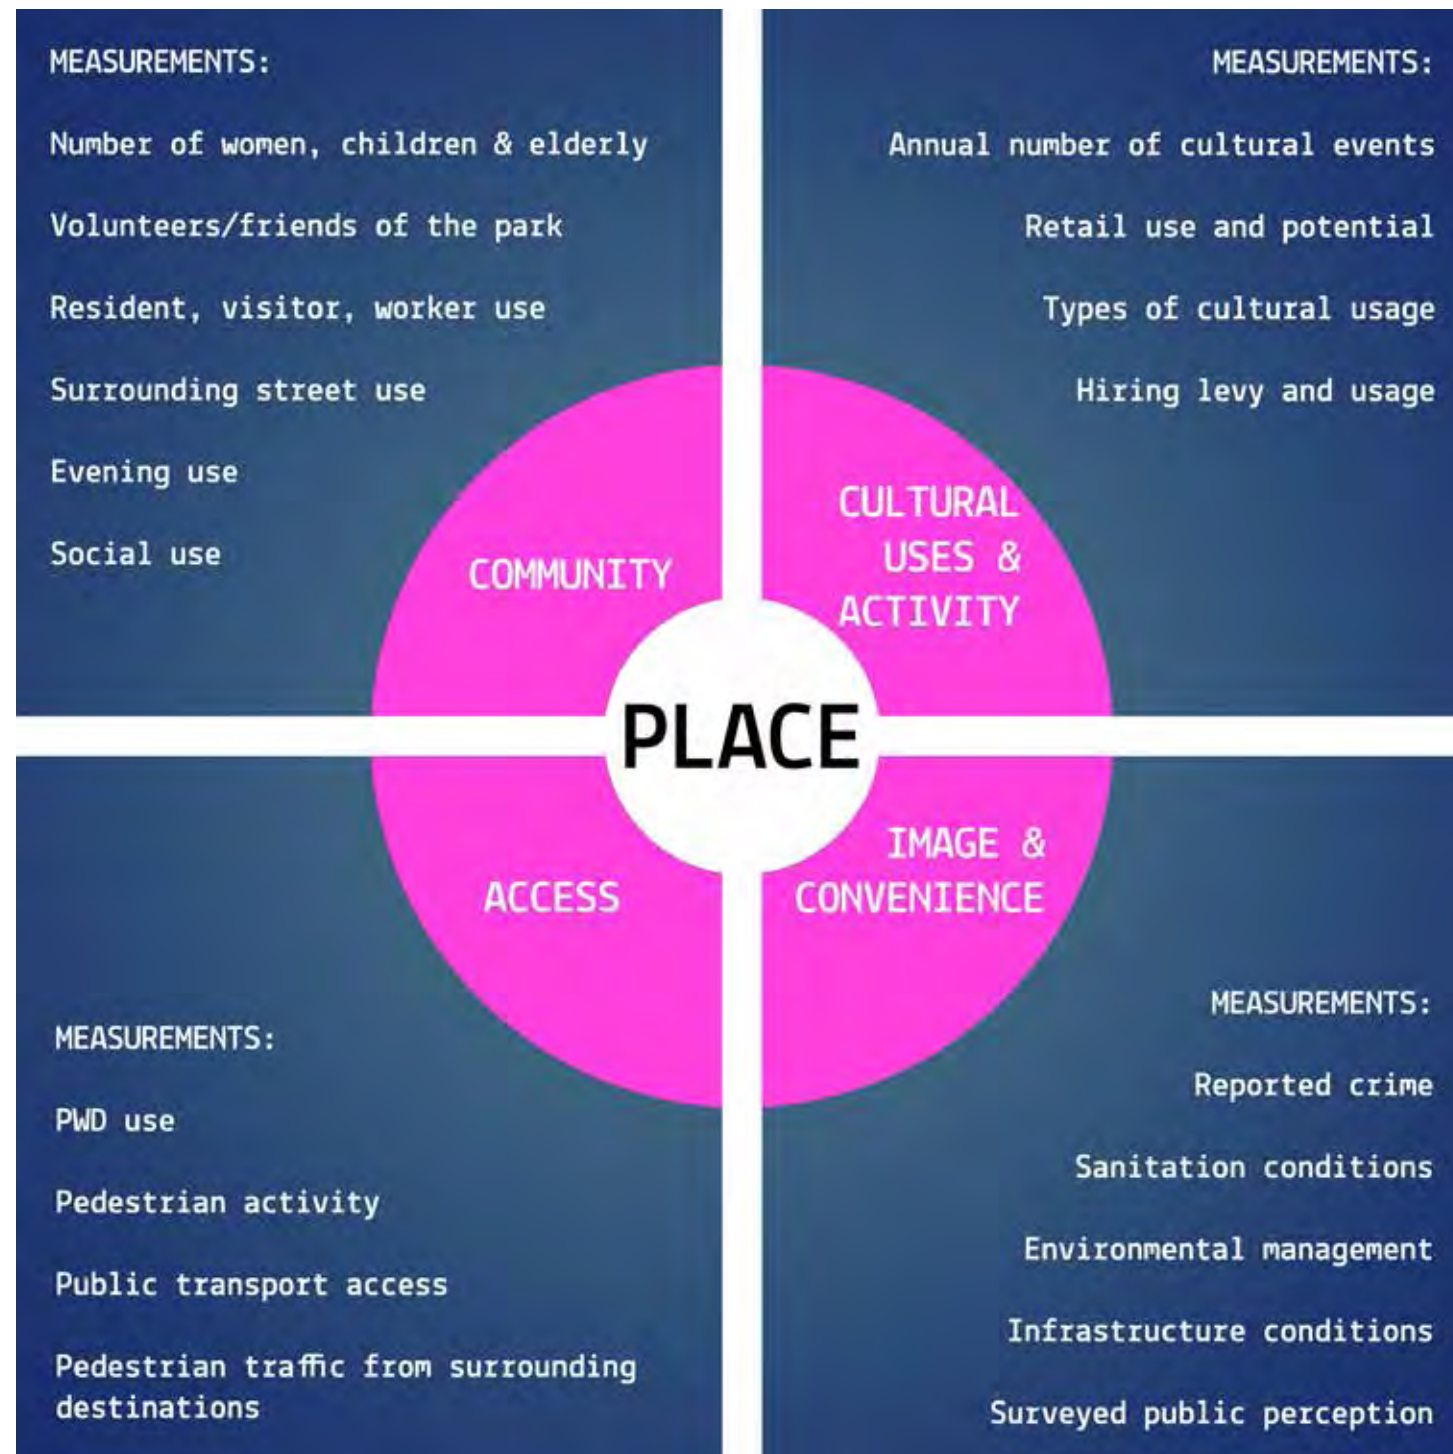 MEASUREMENTS:
Number of women, children & elderly
Volunteers/friends of the park
Resident, visitor, worker use
Surrounding street use
Evening use
Social use
COMMUNITY
MEASUREMENTS:
Annual number of cultural events
Retail use and potential
Types of cultural usage
Hiring levy and usage
CULTURAL
USES &
ACTIVITY
PLACE
ACCESS
MEASUREMENTS:
PWD use
Pedestrian activity
Public transport access
Pedestrian traffic from surrounding
destinations
IMAGE &
CONVENIENCE
MEASUREMENTS:
Reported crime
Sanitation conditions
Environmental management
Infrastructure conditions
Surveyed public perception